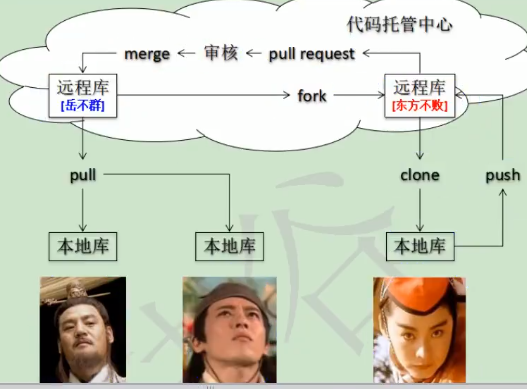 代码托管中心
merge
审核
pull request
远程库
[岳不群]
fork
远程库
[东方不败]
pull
clone
push
本地库
本地库
本地库